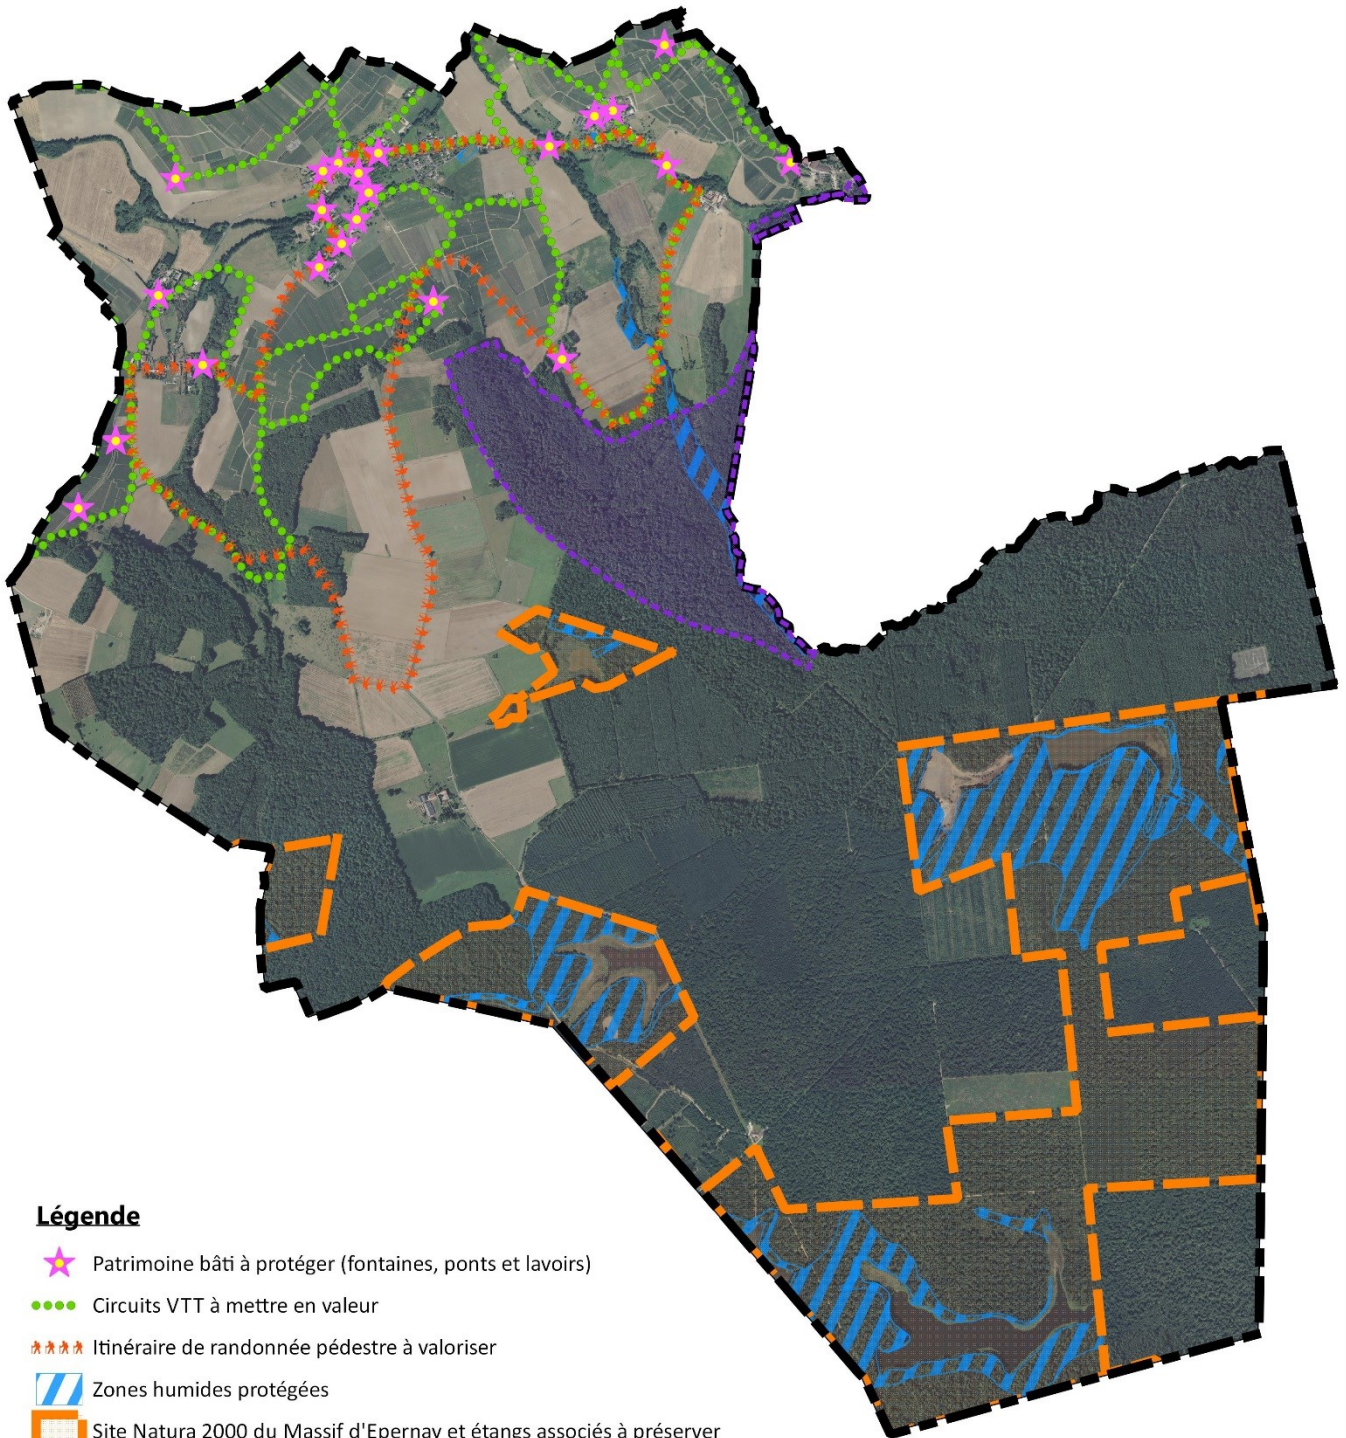 Légende
Patrimoine bâti à protéger (fontaines, ponts et lavoirs)
Circuits VTT à mettre en valeur
Itinéraire de randonnée pédestre à valoriser
Zones humides protégées
Site Natura 2000 du Massif d'Epernay et étangs associés à préserver